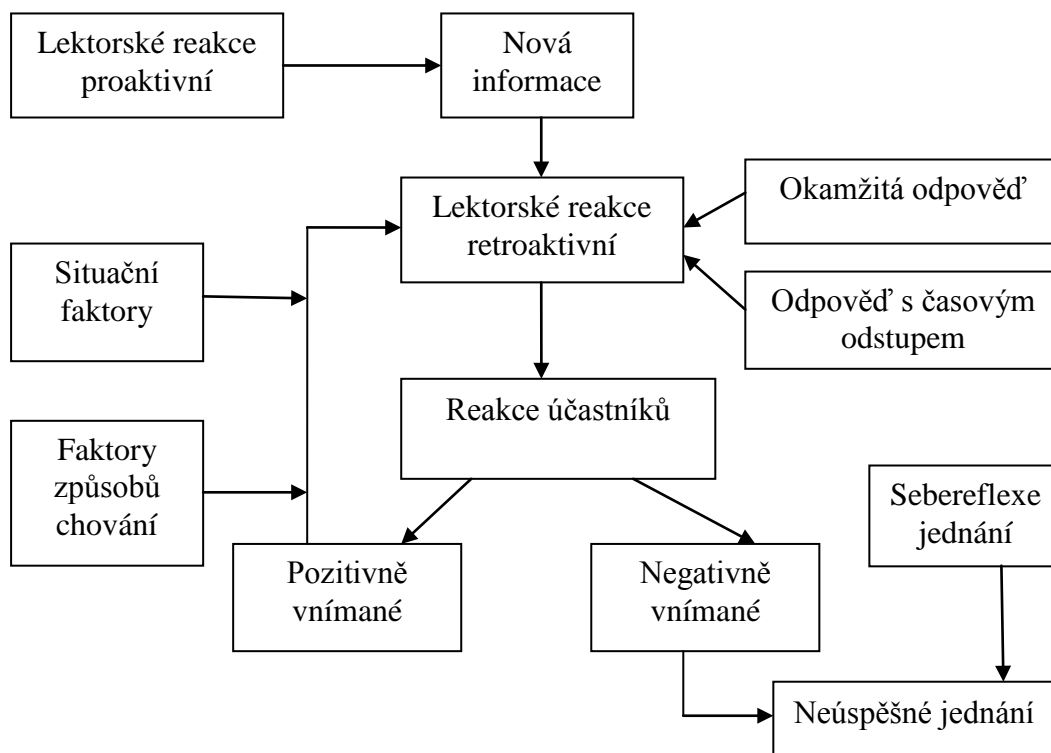 Lektorské reakce
proaktivní
Nová
informace
Lektorské reakce
retroaktivní
Okamžitá odpověď
Odpověď s časovým
odstupem
Situační
faktory
Reakce účastníků
Faktory
způsobů
chování
Sebereflexe
jednání
Pozitivně
vnímané
Negativně
vnímané
Neúspěšné jednání